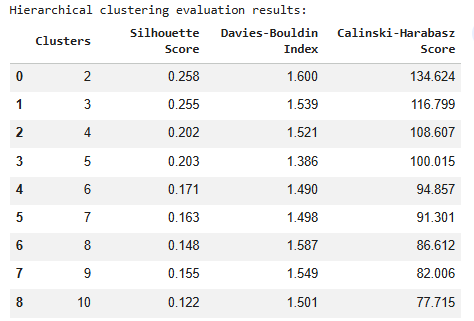 Hierarchical clustering evaluation results:
Clusters Silhouette Score Davies-Bouldin Index Calinski-Harabasz Score
0 2 0.258 1.600 134.624
1 3 0.255 1.539 116.799
2 4 0.202 1.521 108.607
3 5 0.203 1.386 100.015
4 6 0.171 1.490 94.857
5 7 0.163 1.498 91.301
6 8 0.148 1.587 86.612
7 9 0.155 1.549 82.006
8 10 0.122 1.501 77.715